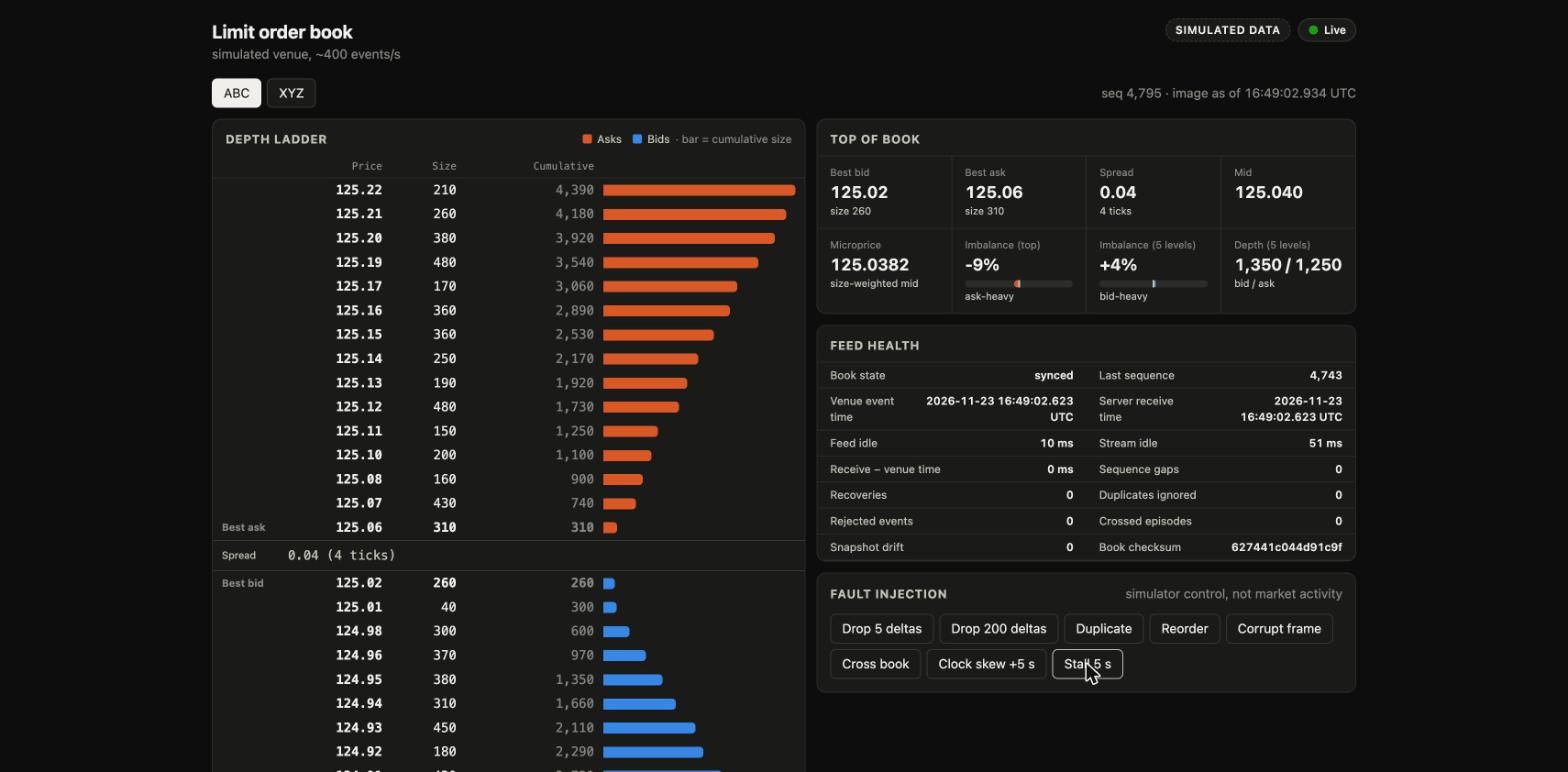 Limit order book
simulated venue, ~400 events/s
SIMULATED DATA
Live
ABC
XYZ
seq 4,795 · image as of 16:49:02.934 UTC
DEPTH LADDER
Asks Bids · bar = cumulative size
Price Size Cumulative
125.22 210 4,390
125.21 260 4,180
125.20 380 3,920
125.19 480 3,540
125.17 170 3,060
125.16 360 2,890
125.15 360 2,530
125.14 250 2,170
125.13 190 1,920
125.12 480 1,730
125.11 150 1,250
125.10 200 1,100
125.08 160 900
125.07 430 740
Best ask 125.06 310 310
Spread 0.04 (4 ticks)
Best bid 125.02 260 260
125.01 40 300
124.98 300 600
124.96 370 970
124.95 380 1,350
124.94 310 1,660
124.93 450 2,110
124.92 180 2,290
TOP OF BOOK
Best bid
125.02
size 260
Best ask
125.06
size 310
Spread
0.04
4 ticks
Mid
125.040
Microprice
125.0382
size-weighted mid
Imbalance (top)
-9%
ask-heavy
Imbalance (5 levels)
+4%
bid-heavy
Depth (5 levels)
1,350 / 1,250
bid / ask
FEED HEALTH
Book state synced
Last sequence 4,743
Venue event time 2026-11-23 16:49:02.623 UTC
Server receive time 2026-11-23 16:49:02.623 UTC
Feed idle 10 ms
Stream idle 51 ms
Receive – venue time 0 ms
Sequence gaps 0
Recoveries 0
Duplicates ignored 0
Rejected events 0
Crossed episodes 0
Snapshot drift 0
Book checksum 627441c044d91c9f
FAULT INJECTION
simulator control, not market activity
Drop 5 deltas
Drop 200 deltas
Duplicate
Reorder
Corrupt frame
Cross book
Clock skew +5 s
Stall 5 s